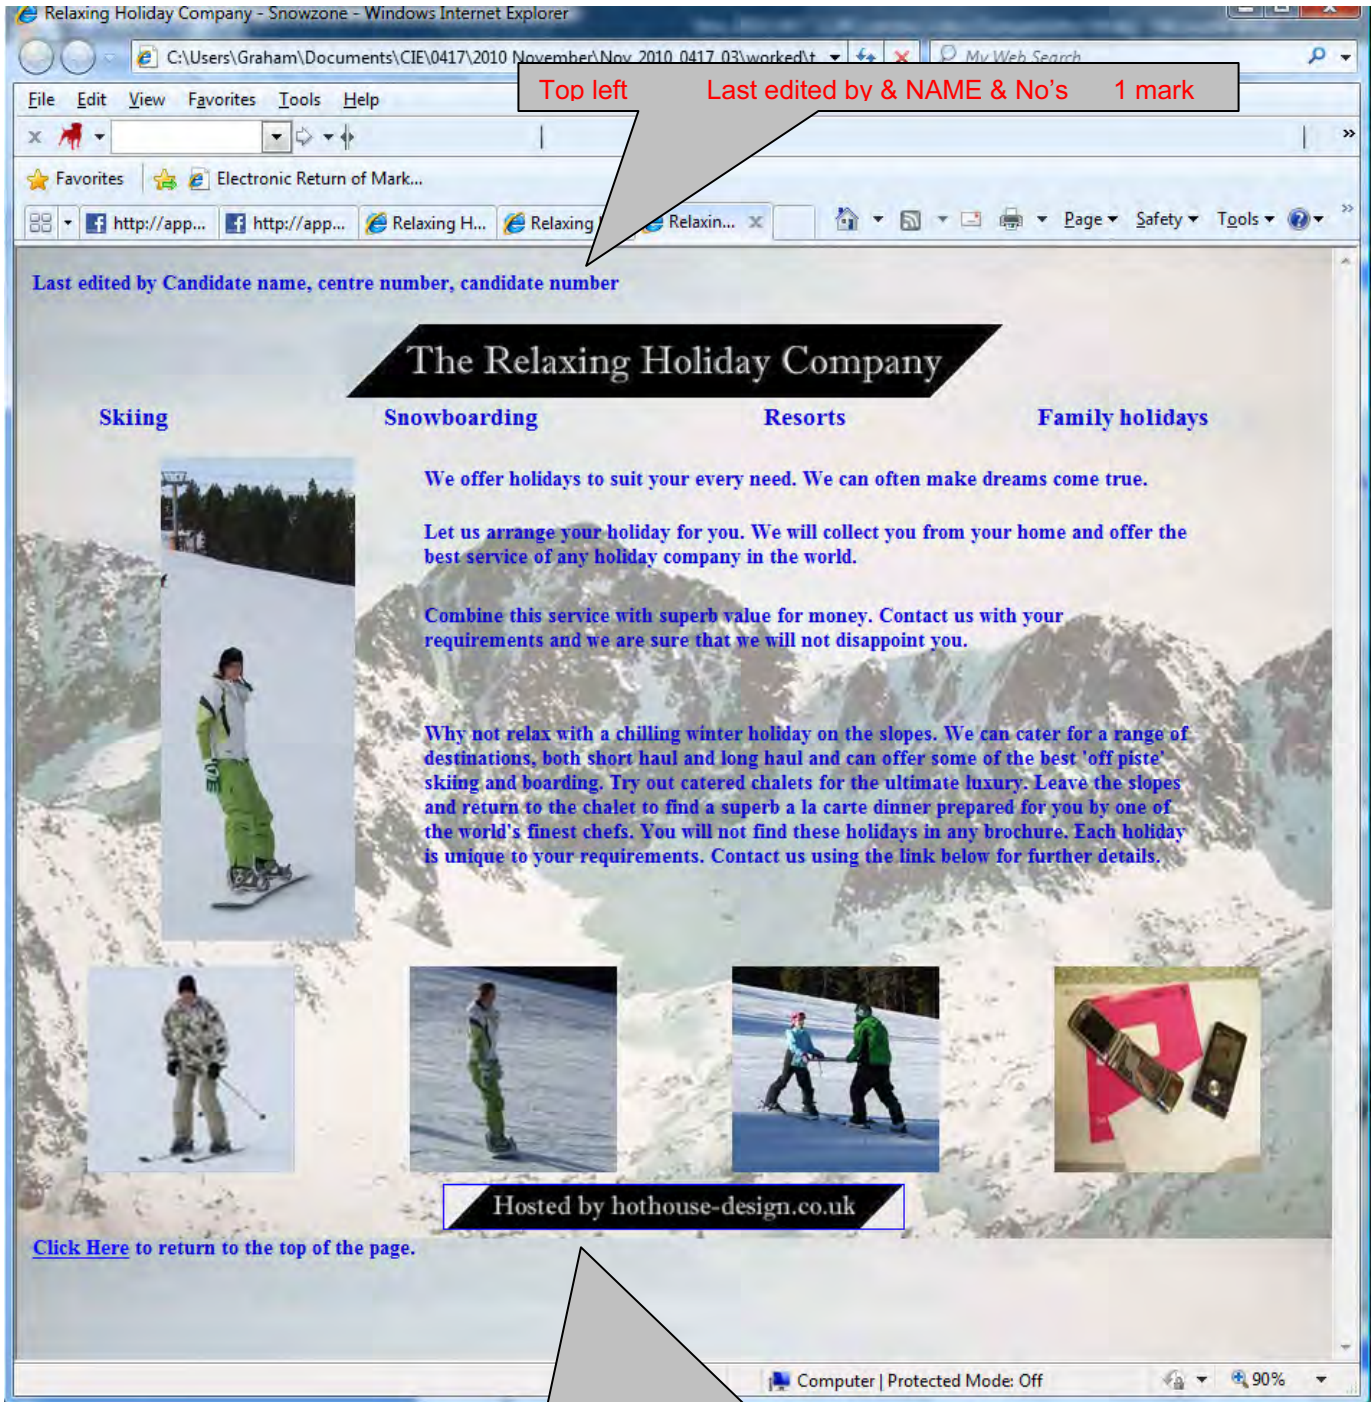 Relaxing Holiday Company - Snowzone - Windows Internet Explorer
C:\Users\Graham\Documents\CIE\0417\2010 November\Nov_2010_0417_03\worked\t
My Web Search
Top left Last edited by & NAME & No's 1 mark
File Edit View Favorites Tools Help
Favorites Electronic Return of Mark...
http://app... http://app... Relaxing H... Relaxing Relaxin... Page Safety Tools
Last edited by Candidate name, centre number, candidate number
The Relaxing Holiday Company
Skiing Snowboarding Resorts Family holidays
We offer holidays to suit your every need. We can often make dreams come true.
Let us arrange your holiday for you. We will collect you from your home and offer the
best service of any holiday company in the world.
Combine this service with superb value for money. Contact us with your
requirements and we are sure that we will not disappoint you.
Why not relax with a chilling winter holiday on the slopes. We can cater for a range of
destinations, both short haul and long haul and can offer some of the best 'off piste'
skiing and boarding. Try out catered chalets for the ultimate luxury. Leave the slopes
and return to the chalet to find a superb a la carte dinner prepared for you by one of
the world's finest chefs. You will not find these holidays in any brochure. Each holiday
is unique to your requirements. Contact us using the link below for further details.
Hosted by hothouse-design.co.uk
Click Here to return to the top of the page.
Computer | Protected Mode: Off 90%